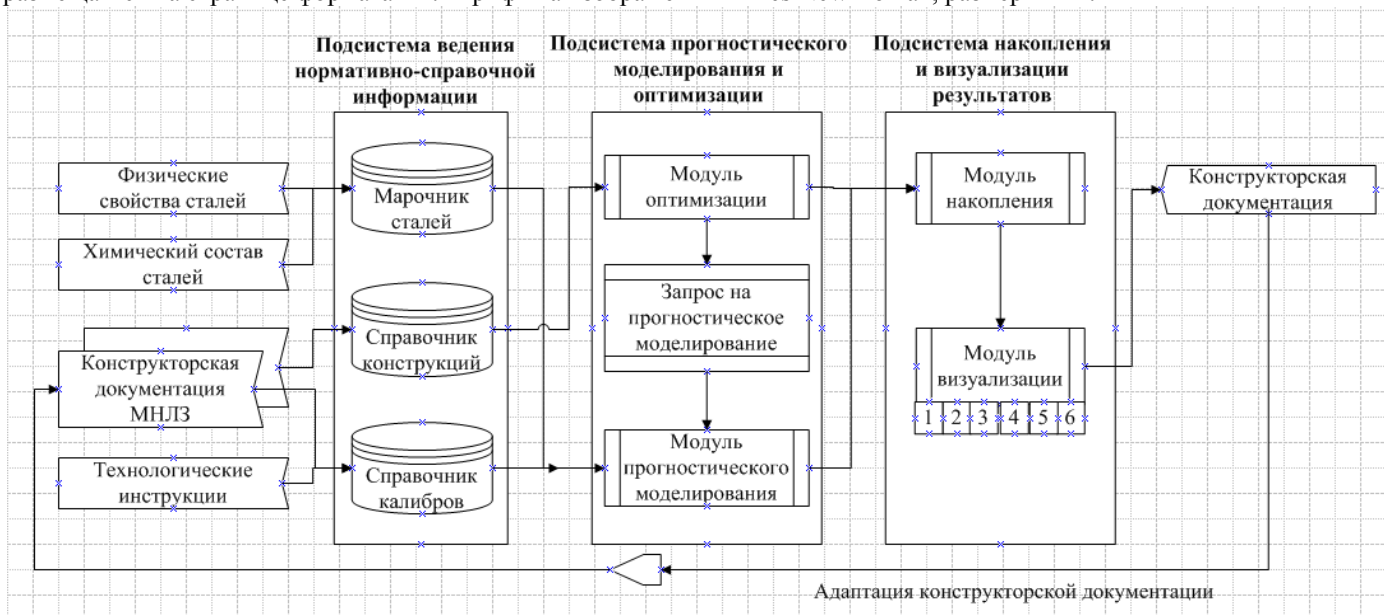 Подсистема ведения
нормативно-справочной
информации
Подсистема прогностического
моделирования и
оптимизации
Подсистема накопления
и визуализации
результатов
Физические
свойства сталей
Химический состав
сталей
Конструкторская
документация
МНЛЗ
Технологические
инструкции
Марочник
сталей
Справочник
конструкций
Справочник
калибров
Модуль
оптимизации
Запрос на
прогностическое
моделирование
Модуль
прогностического
моделирования
Модуль
накопления
Модуль
визуализации
1 2 3 4 5 6
Конструкторская
документация
Адаптация конструкторской документации